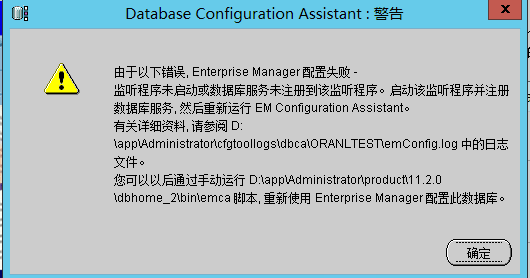 Database Configuration Assistant : 警告
X
由于以下错误, Enterprise Manager 配置失败 -
监听程序未启动或数据库服务未注册到该监听程序。启动该监听程序并注册
数据库服务, 然后重新运行 EM Configuration Assistant。
有关详细资料, 请参阅 D:
\app\Administrator\cfgtoollogs\dbca\ORANLTEST\emConfig.log 中的日志
文件。
您可以以后通过手动运行 D:\app\Administrator\product\11.2.0
\dbhome_2\bin\emca 脚本, 重新使用 Enterprise Manager 配置此数据库。
确定